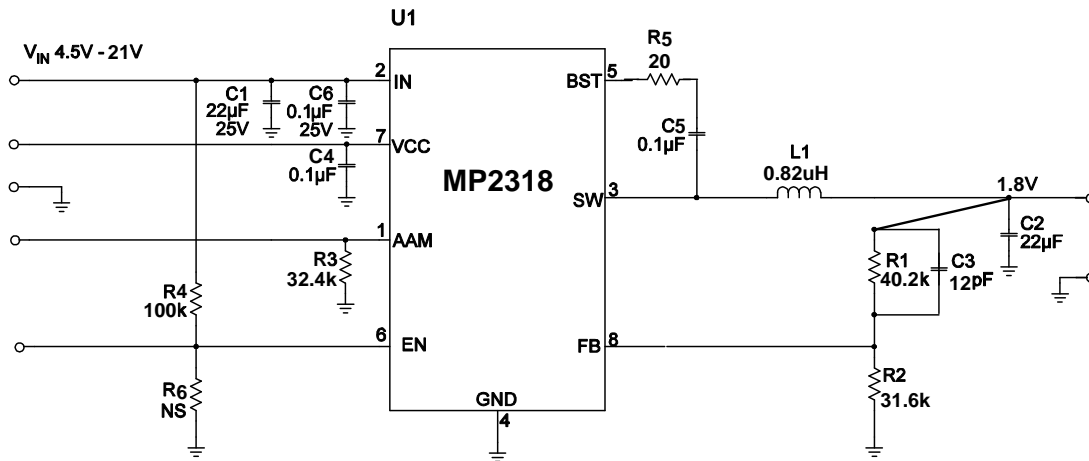 U1
V_IN 4.5V - 21V
R5
20
2
IN
BST
5
C1
22µF
25V
C6
0.1µF
25V
C5
0.1µF
7
VCC
C4
0.1µF
MP2318
L1
0.82uH
SW
3
1.8V
1
AAM
C2
22µF
R3
32.4k
R1
40.2k
C3
12pF
R4
100k
6
EN
FB
8
R6
NS
R2
31.6k
GND
4